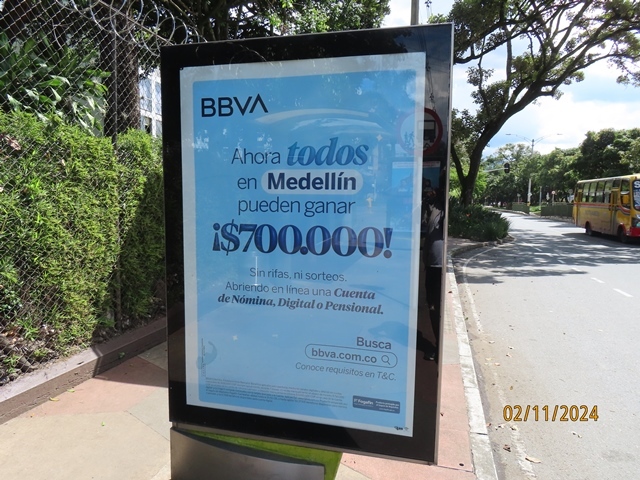 BBVA
Ahora todos
en Medellín
pueden ganar
¡$700.000!
Sin rifas, ni sorteos.
Abriendo en línea una Cuenta
de Nómina, Digital o Pensional.
Busca
bbva.com.co
Conoce requisitos en T&C.
02/11/2024